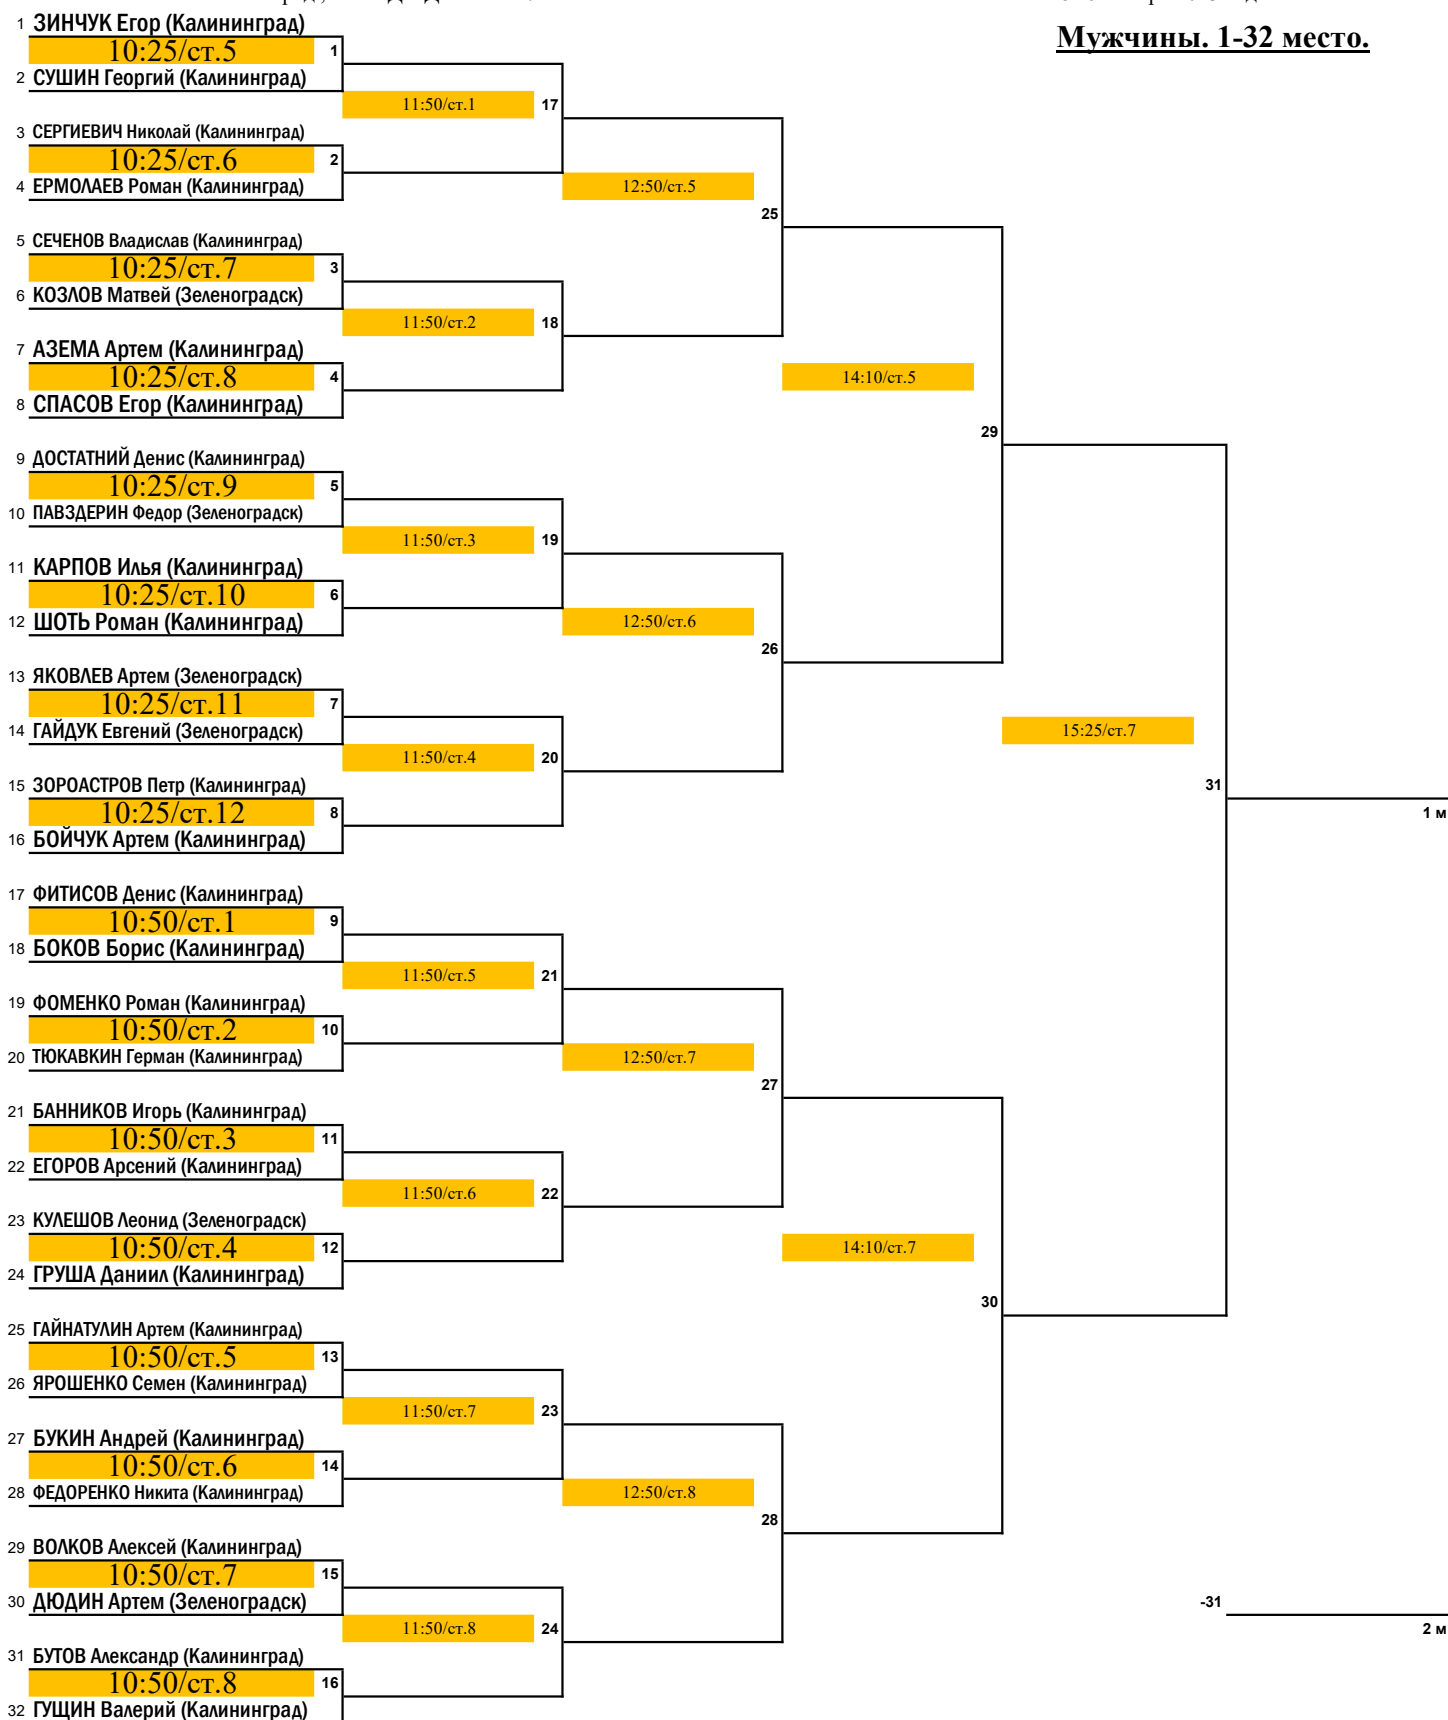 Мужчины. 1-32 место.
1 ЗИНЧУК Егор (Калининград)
10:25/ст.5 1
2 СУШИН Георгий (Калининград)
11:50/ст.1 17
3 СЕРГИЕВИЧ Николай (Калининград)
10:25/ст.6 2
4 ЕРМОЛАЕВ Роман (Калининград)
12:50/ст.5
25
5 СЕЧЕНОВ Владислав (Калининград)
10:25/ст.7 3
6 КОЗЛОВ Матвей (Зеленоградск)
11:50/ст.2 18
7 АЗЕМА Артем (Калининград)
10:25/ст.8 4
14:10/ст.5
8 СПАСОВ Егор (Калининград)
29
9 ДОСТАТНИЙ Денис (Калининград)
10:25/ст.9 5
10 ПАВЗДЕРИН Федор (Зеленоградск)
11:50/ст.3 19
11 КАРПОВ Илья (Калининград)
10:25/ст.10 6
12 ШОТЬ Роман (Калининград)
12:50/ст.6
26
13 ЯКОВЛЕВ Артем (Зеленоградск)
10:25/ст.11 7
14 ГАЙДУК Евгений (Зеленоградск)
15:25/ст.7
11:50/ст.4 20
15 ЗОРОАСТРОВ Петр (Калининград)
31
10:25/ст.12 8
1 м
16 БОЙЧУК Артем (Калининград)
17 ФИТИСОВ Денис (Калининград)
10:50/ст.1 9
18 БОКОВ Борис (Калининград)
11:50/ст.5 21
19 ФОМЕНКО Роман (Калининград)
10:50/ст.2 10
20 ТЮКАВКИН Герман (Калининград)
12:50/ст.7
27
21 БАННИКОВ Игорь (Калининград)
10:50/ст.3 11
22 ЕГОРОВ Арсений (Калининград)
11:50/ст.6 22
23 КУЛЕШОВ Леонид (Зеленоградск)
10:50/ст.4 12
14:10/ст.7
24 ГРУША Даниил (Калининград)
30
25 ГАЙНАТУЛИН Артем (Калининград)
10:50/ст.5 13
26 ЯРОШЕНКО Семен (Калининград)
11:50/ст.7 23
27 БУКИН Андрей (Калининград)
10:50/ст.6 14
28 ФЕДОРЕНКО Никита (Калининград)
12:50/ст.8
28
29 ВОЛКОВ Алексей (Калининград)
10:50/ст.7 15
30 ДЮДИН Артем (Зеленоградск)
-31
11:50/ст.8 24
2 м
31 БУТОВ Александр (Калининград)
10:50/ст.8 16
32 ГУЩИН Валерий (Калининград)